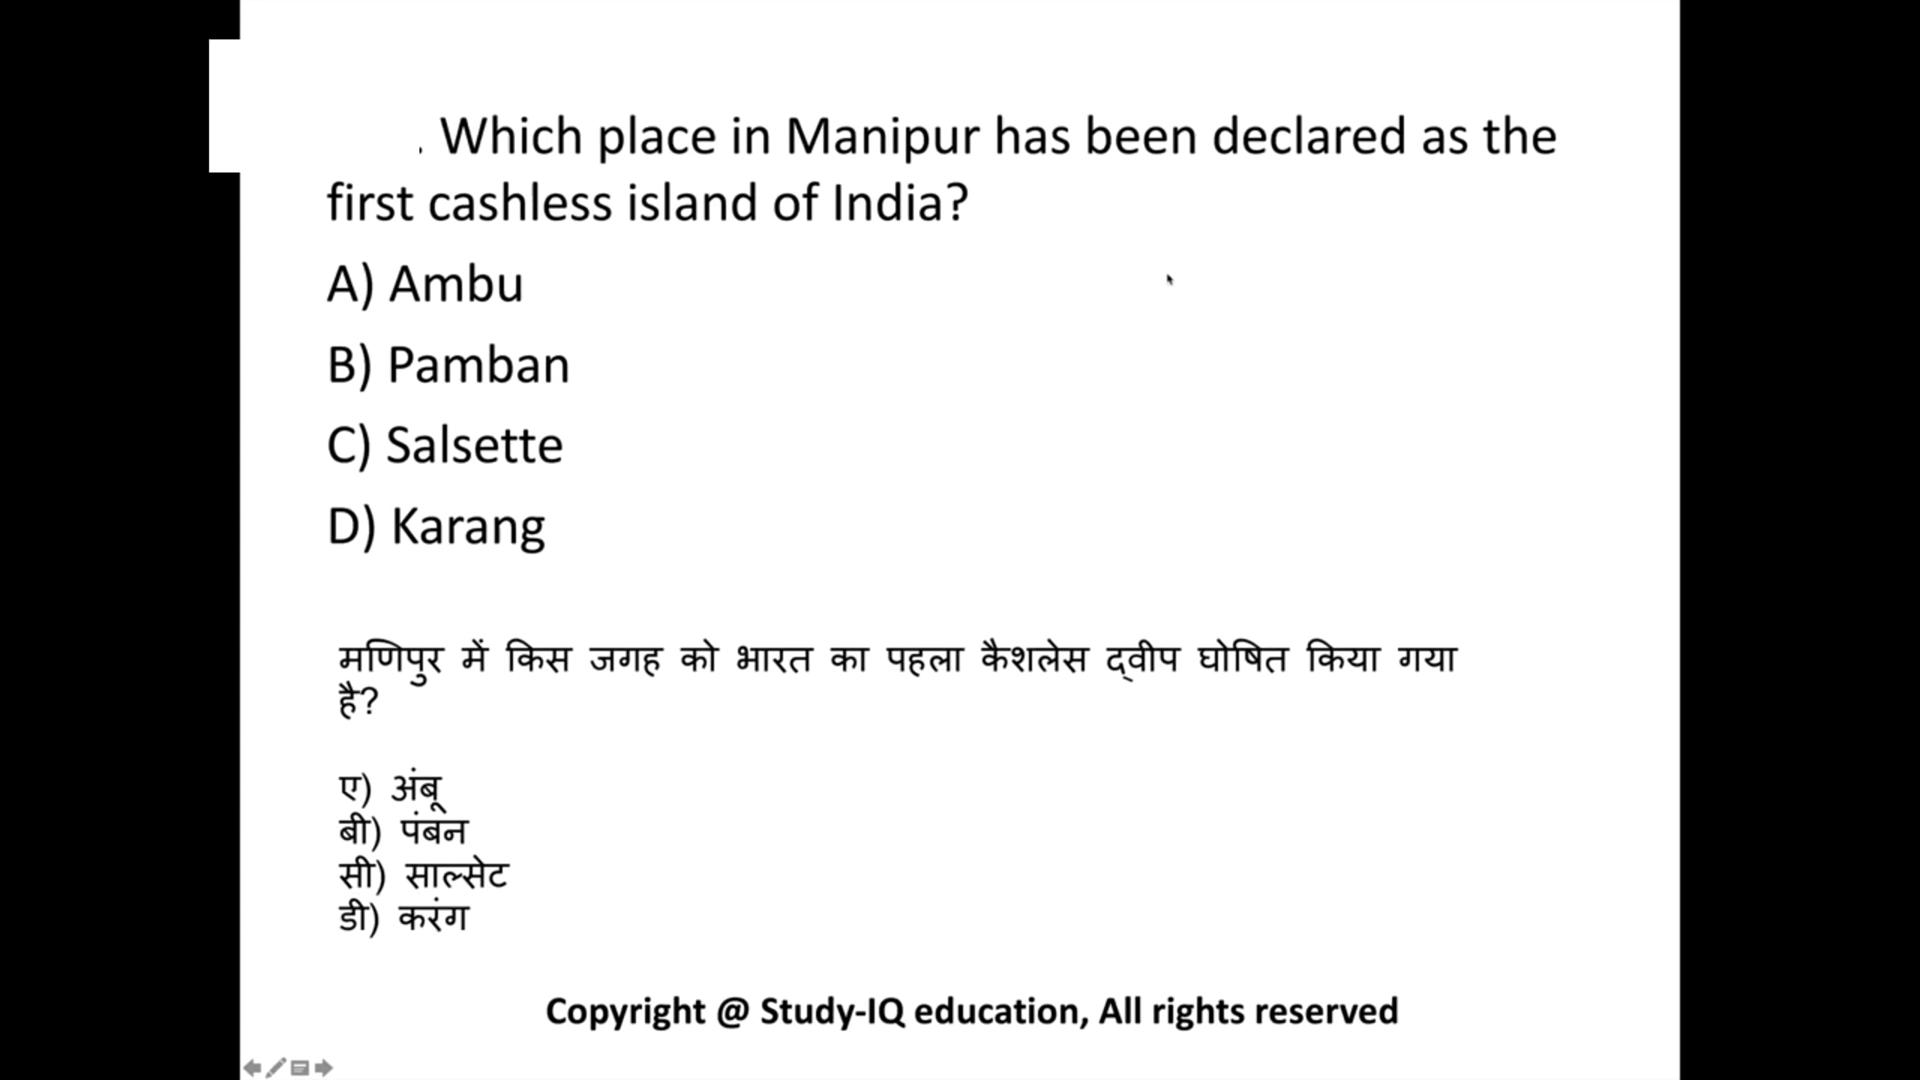 . Which place in Manipur has been declared as the
first cashless island of India?
A) Ambu
B) Pamban
C) Salsette
D) Karang
मणिपुर में किस जगह को भारत का पहला कैशलेस द्वीप घोषित किया गया
है?
ए) अंबू
बी) पंबन
सी) साल्सेट
डी) करंग
Copyright @ Study-IQ education, All rights reserved